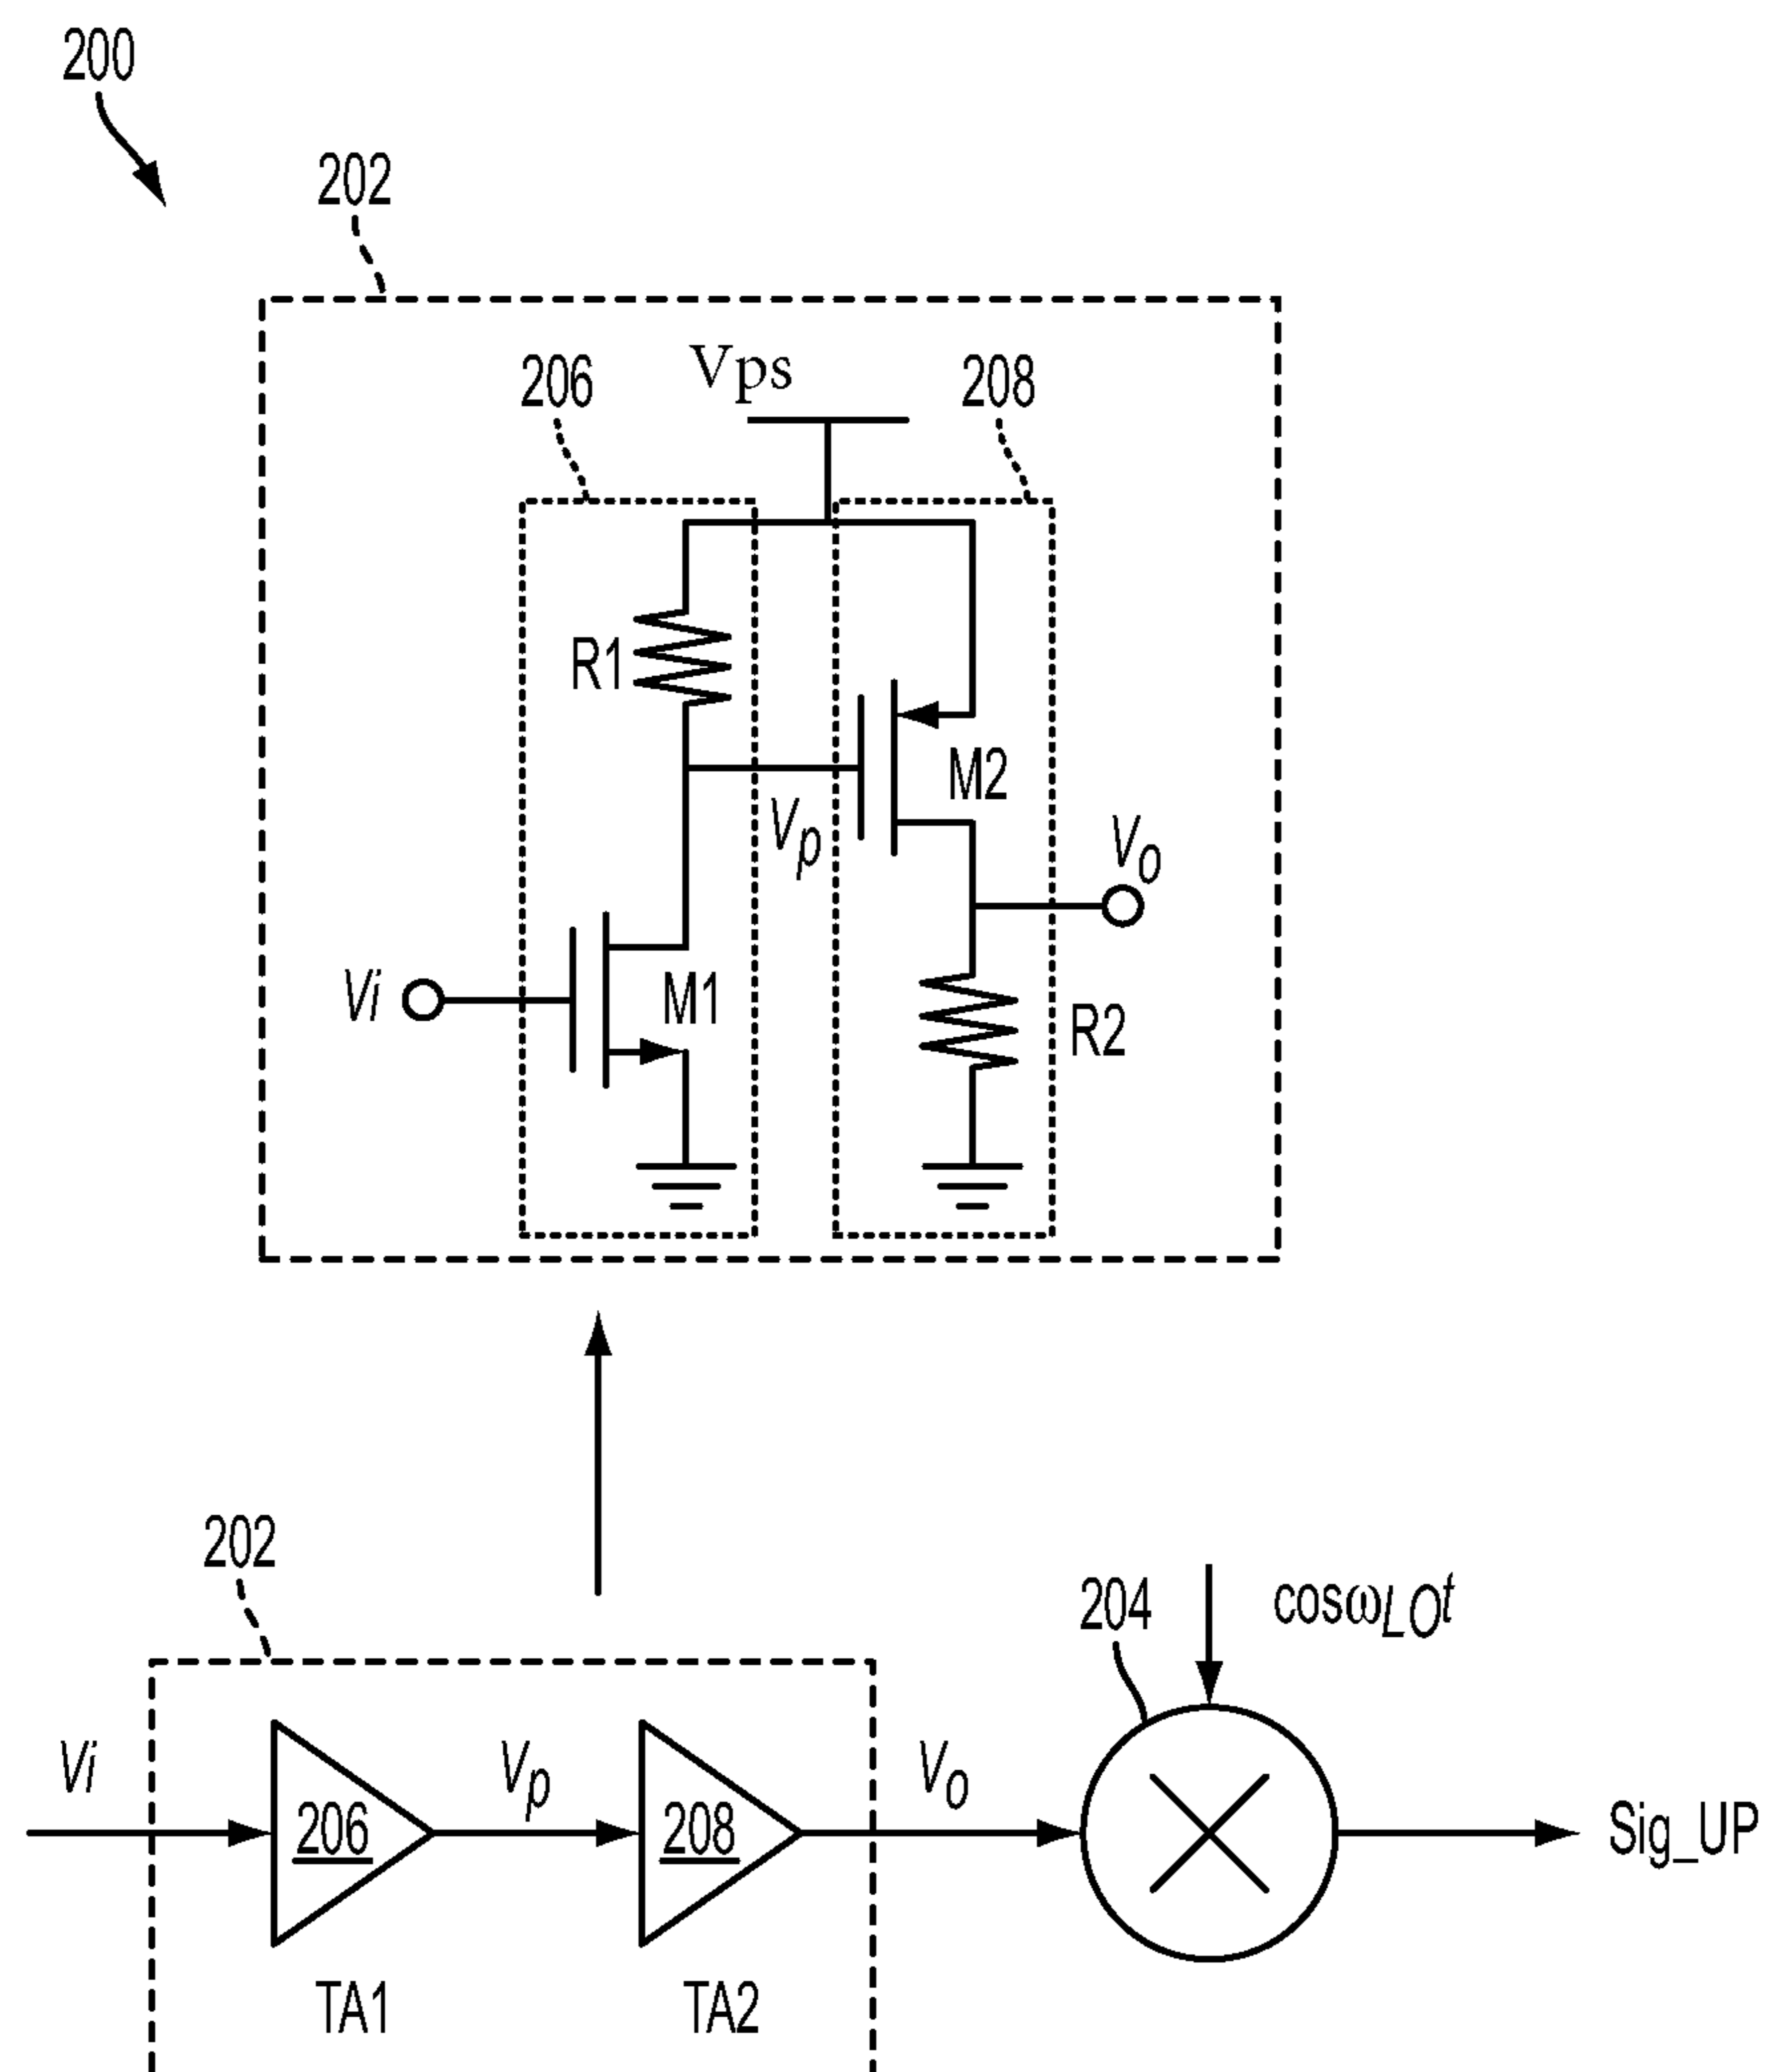 200
202
206
Vps
208
R1
M2
Vp
Vo
Vi
M1
R2
202
204
cosωLOt
Vi
206
Vp
208
Vo
Sig_UP
TA1
TA2